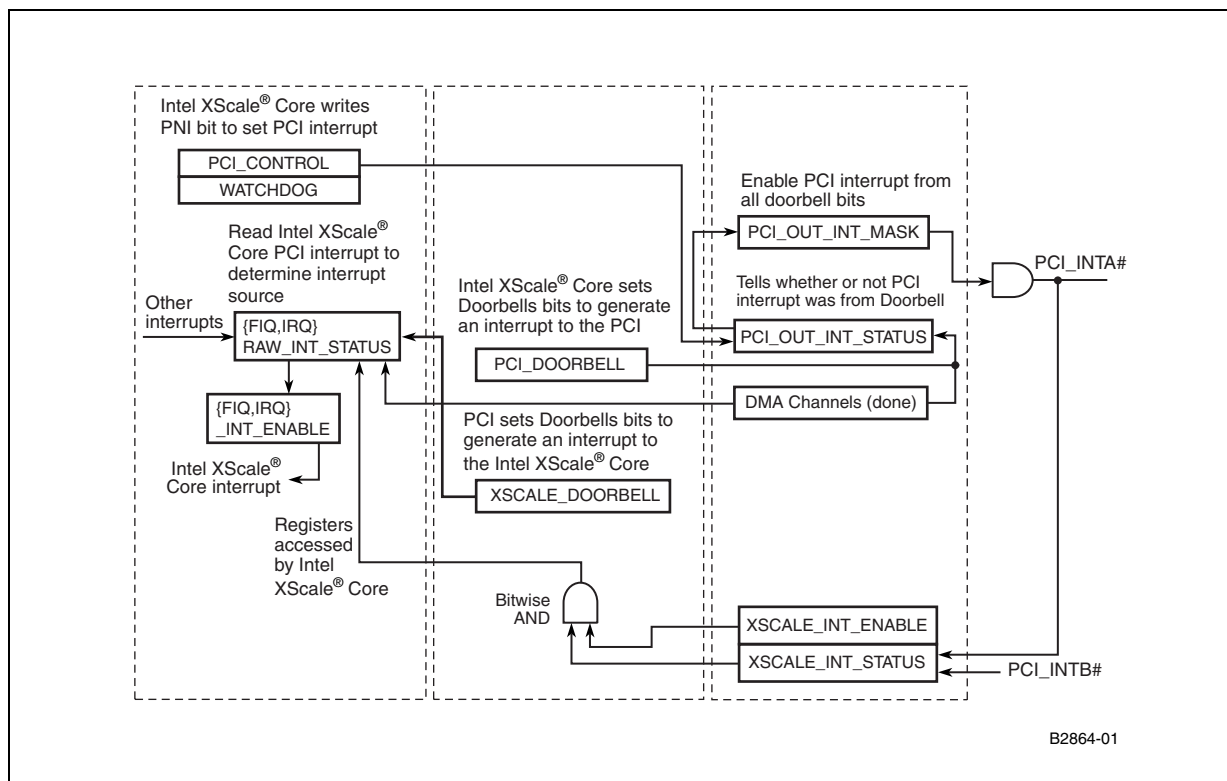 Intel XScale® Core writes
PNI bit to set PCI interrupt
PCI_CONTROL
WATCHDOG
Read Intel XScale®
Core PCI interrupt to
determine interrupt
source
Other
interrupts
{FIQ,IRQ}
RAW_INT_STATUS
{FIQ,IRQ}
_INT_ENABLE
Intel XScale®
Core interrupt
Registers
accessed
by Intel
XScale® Core
Intel XScale® Core sets
Doorbells bits to generate
an interrupt to the PCI
PCI_DOORBELL
PCI sets Doorbells bits to
generate an interrupt to
the Intel XScale® Core
XSCALE_DOORBELL
Bitwise
AND
Enable PCI interrupt from
all doorbell bits
PCI_OUT_INT_MASK
Tells whether or not PCI
interrupt was from Doorbell
PCI_OUT_INT_STATUS
DMA Channels (done)
XSCALE_INT_ENABLE
XSCALE_INT_STATUS
PCI_INTA#
PCI_INTB#
B2864-01